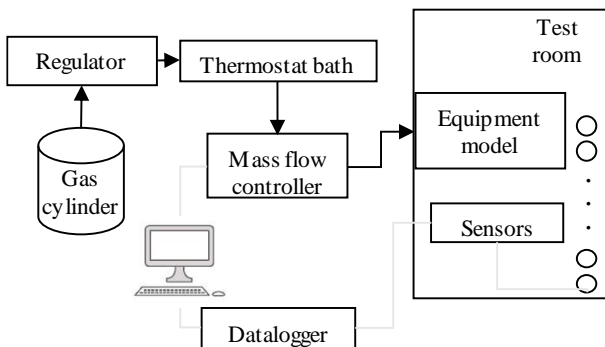 Test
room
Regulator
Thermostat bath
Equipment
model
Mass flow
controller
Gas
cylinder
Sensors
Datalogger